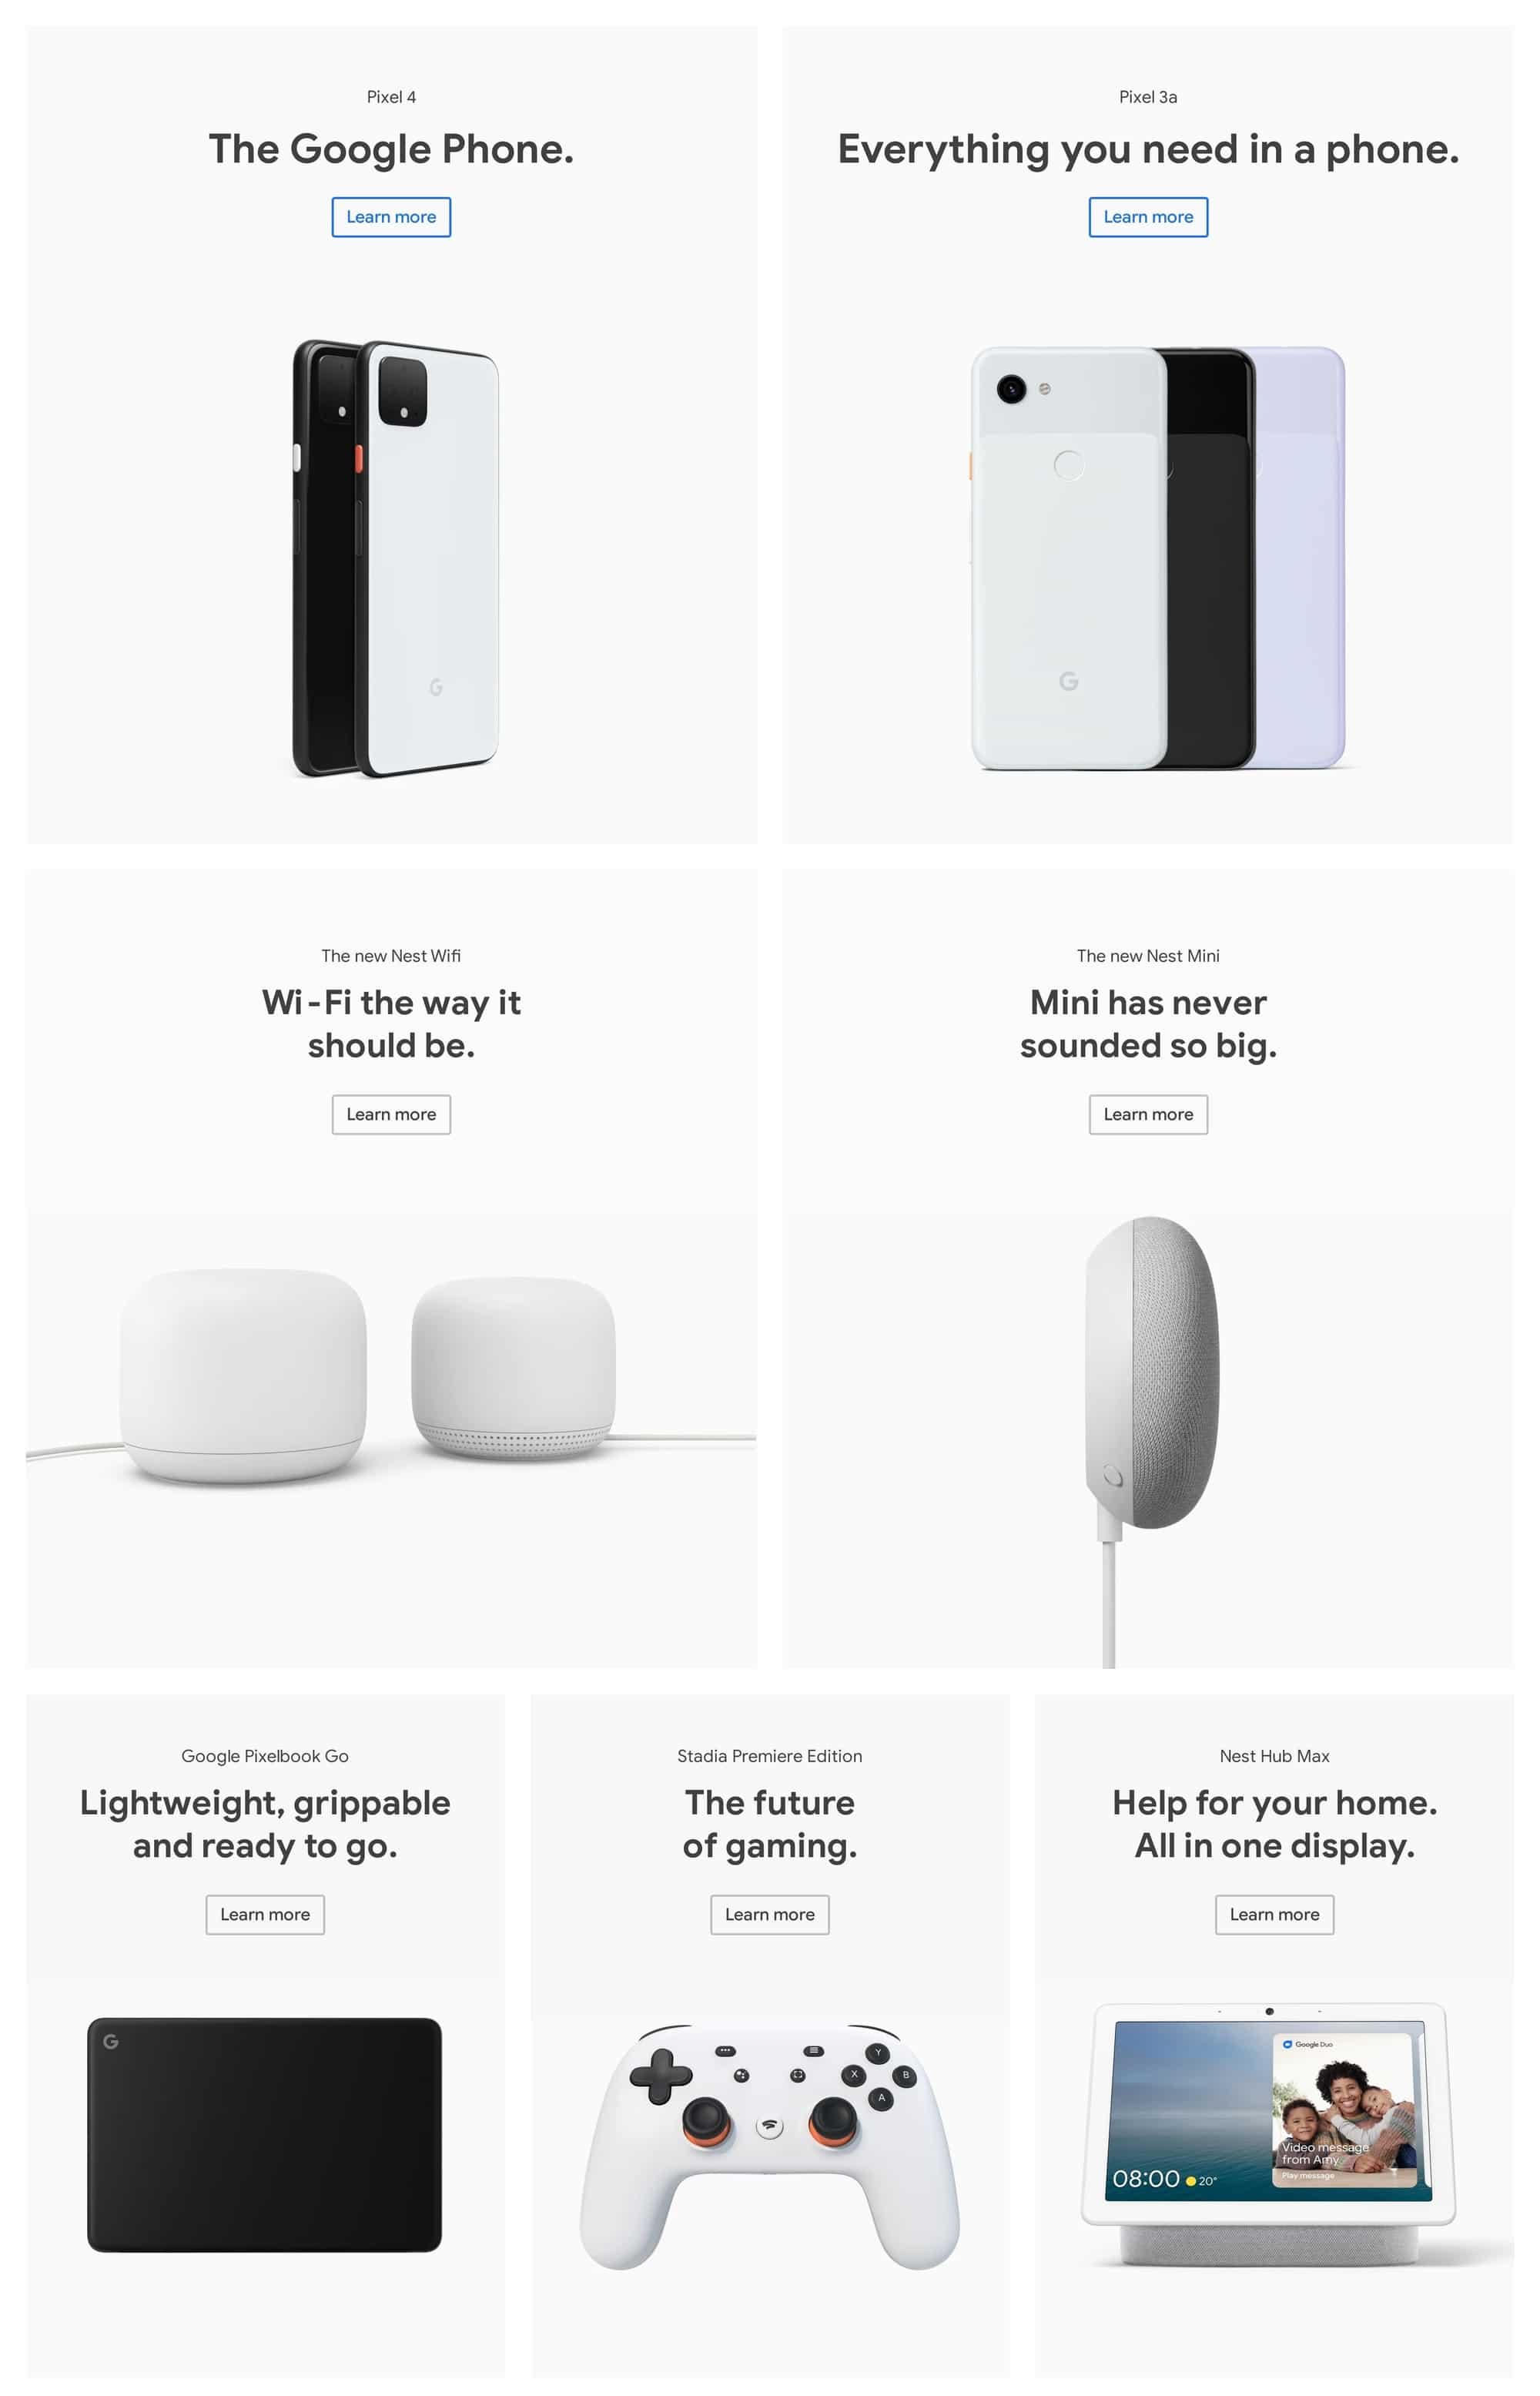 Pixel 4
The Google Phone.
Learn more
Pixel 3a
Everything you need in a phone.
Learn more
G
G
The new Nest Wifi
Wi-Fi the way it
should be.
Learn more
The new Nest Mini
Mini has never
sounded so big.
Learn more
Google Pixelbook Go
Lightweight, grippable
and ready to go.
Learn more
G
Stadia Premiere Edition
The future
of gaming.
Learn more
Y
X
B
A
Nest Hub Max
Help for your home.
All in one display.
Learn more
Google Duo
Video message
from Amy
Play message
08:00 20°